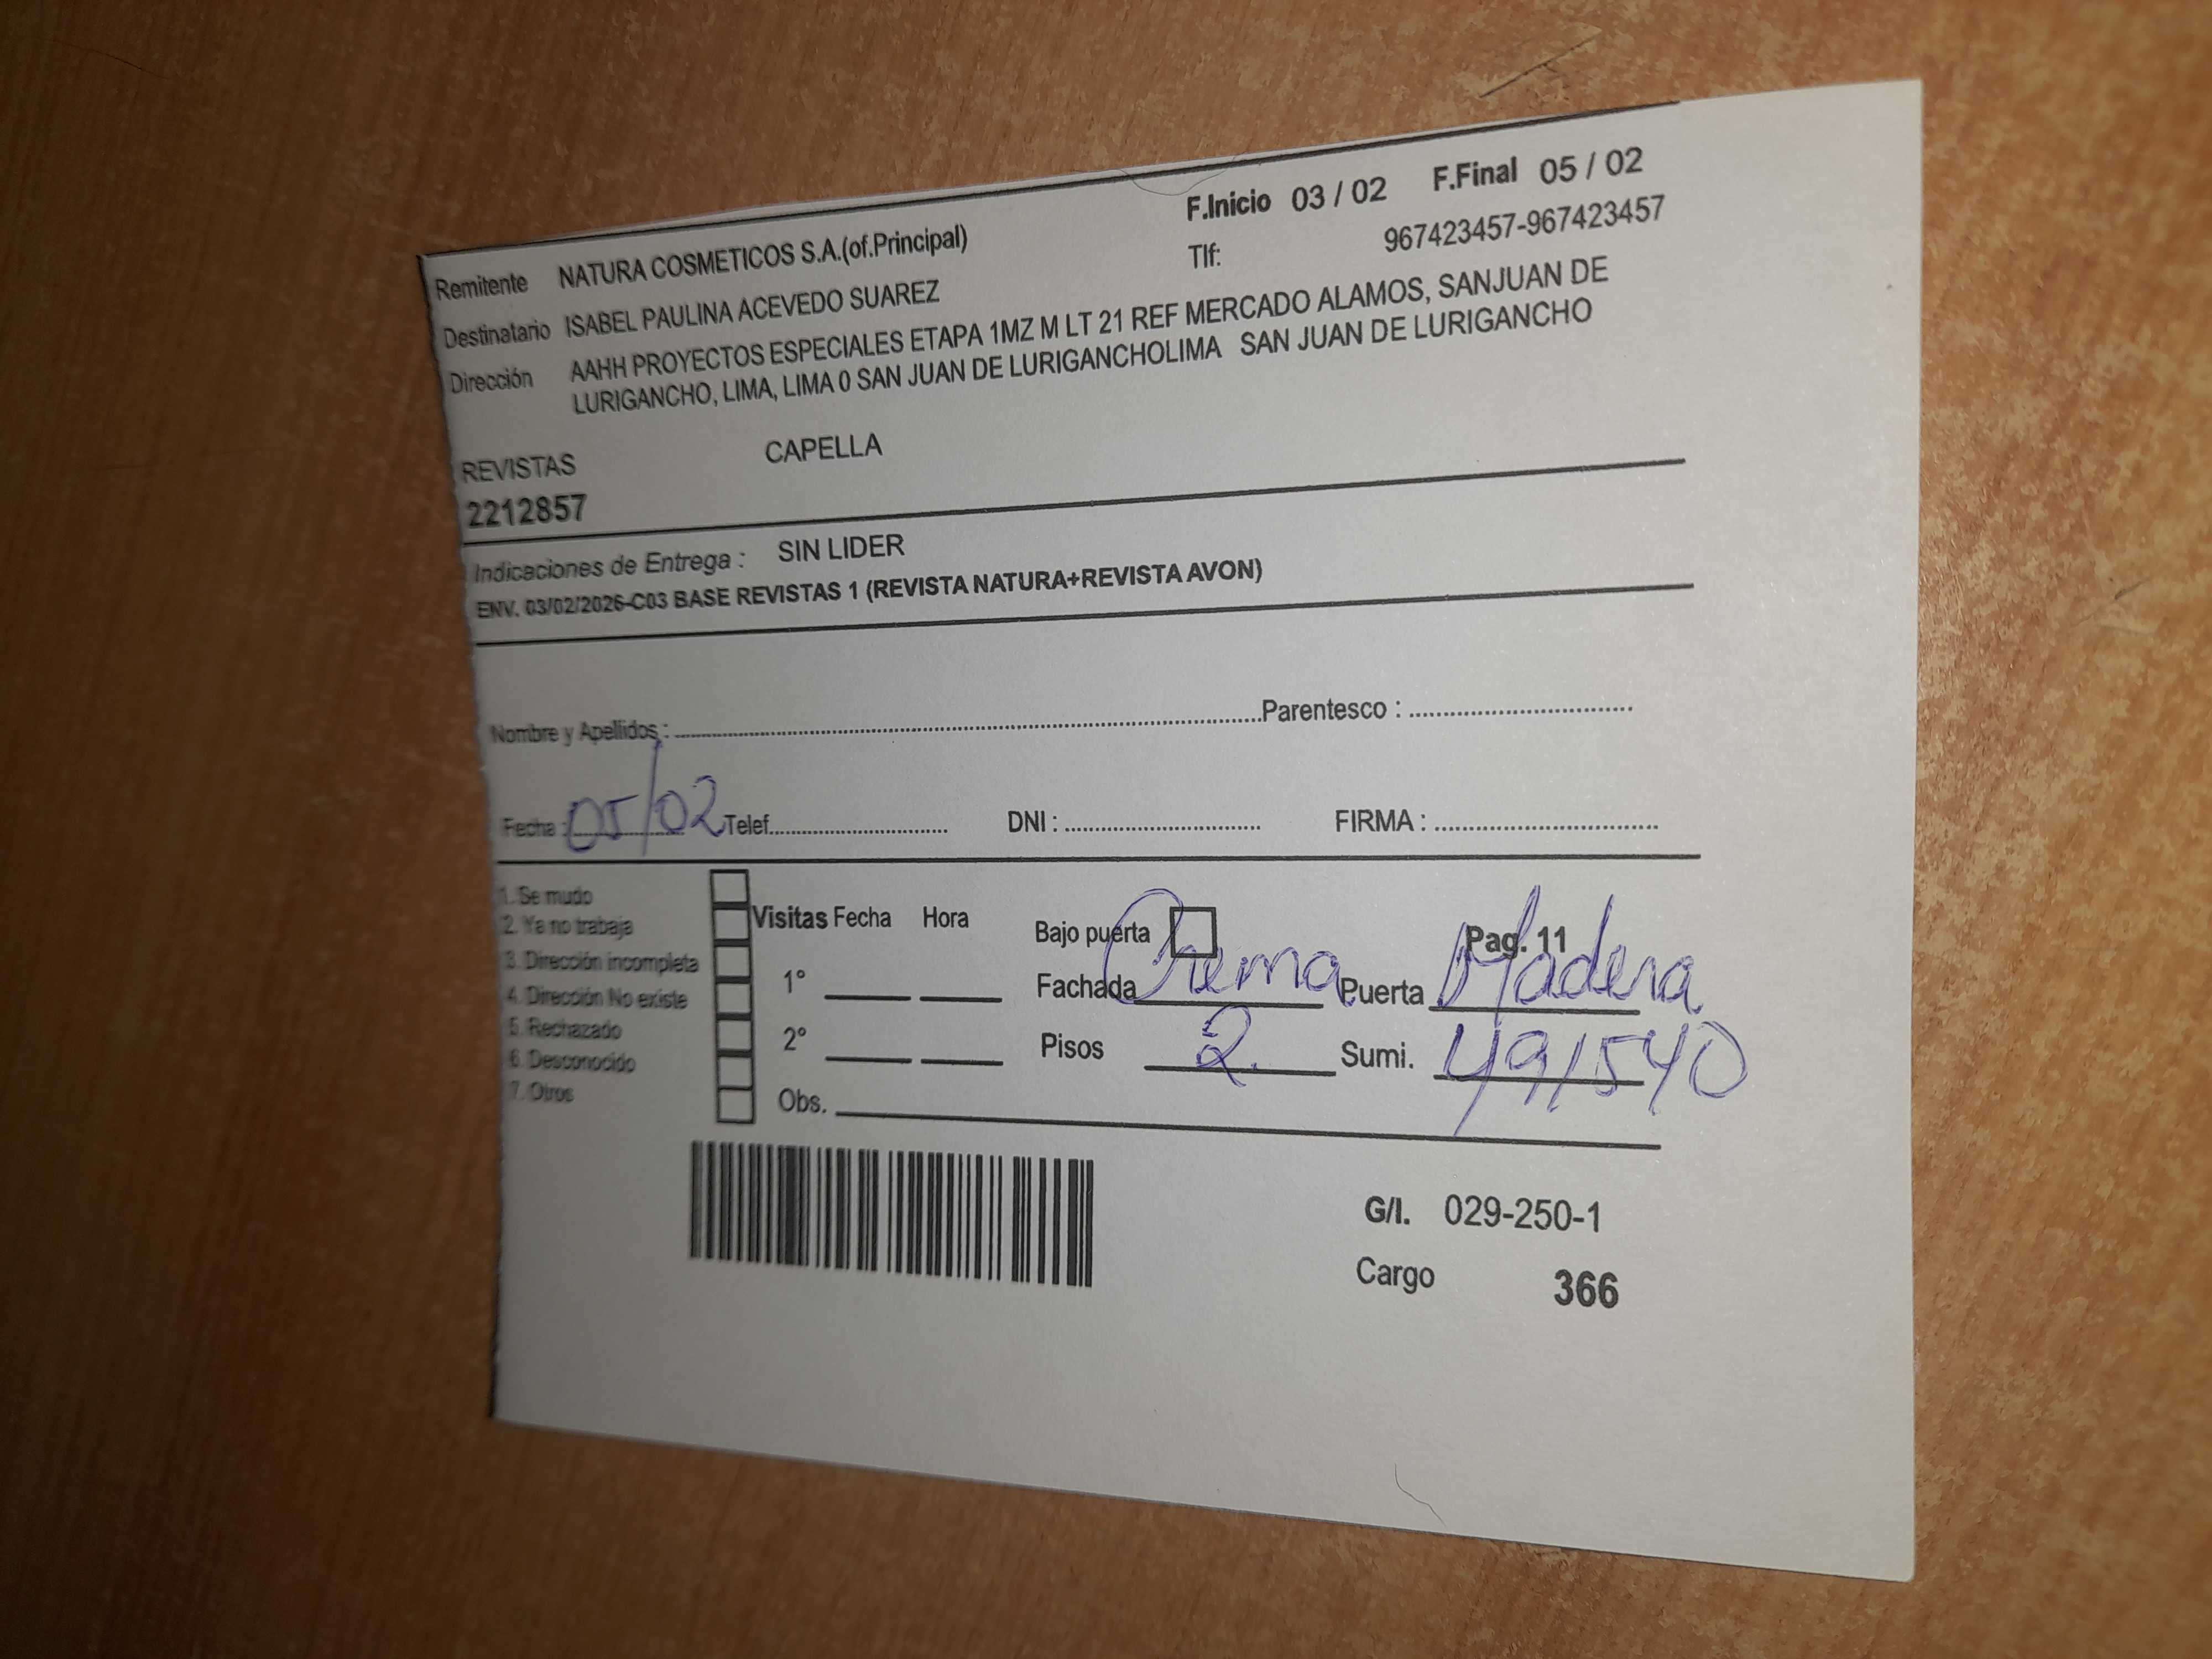 F.Inicio 03 / 02 F.Final 05 / 02
Remitente NATURA COSMETICOS S.A.(of.Principal) Tlf: 967423457-967423457
Destinatario ISABEL PAULINA ACEVEDO SUAREZ
Dirección AAHH PROYECTOS ESPECIALES ETAPA 1MZ M LT 21 REF MERCADO ALAMOS, SANJUAN DE
LURIGANCHO, LIMA, LIMA 0 SAN JUAN DE LURIGANCHOLIMA SAN JUAN DE LURIGANCHO
REVISTAS CAPELLA
2212857
Indicaciones de Entrega : SIN LIDER
ENV. 03/02/2026-C03 BASE REVISTAS 1 (REVISTA NATURA+REVISTA AVON)
Nombre y Apellidos : Parentesco :
Fecha : 05/02 Telef. DNI : FIRMA :
1. Se mudo
2. Ya no trabaja
3. Dirección incompleta
4. Dirección No existe
5. Rechazado
6. Desconocido
7. Otros
Visitas Fecha Hora
1°
2°
Obs.
Bajo puerta Pag. 11
Fachada Crema Puerta Madera
Pisos 2. Sumi. 491540
G/I. 029-250-1
Cargo 366